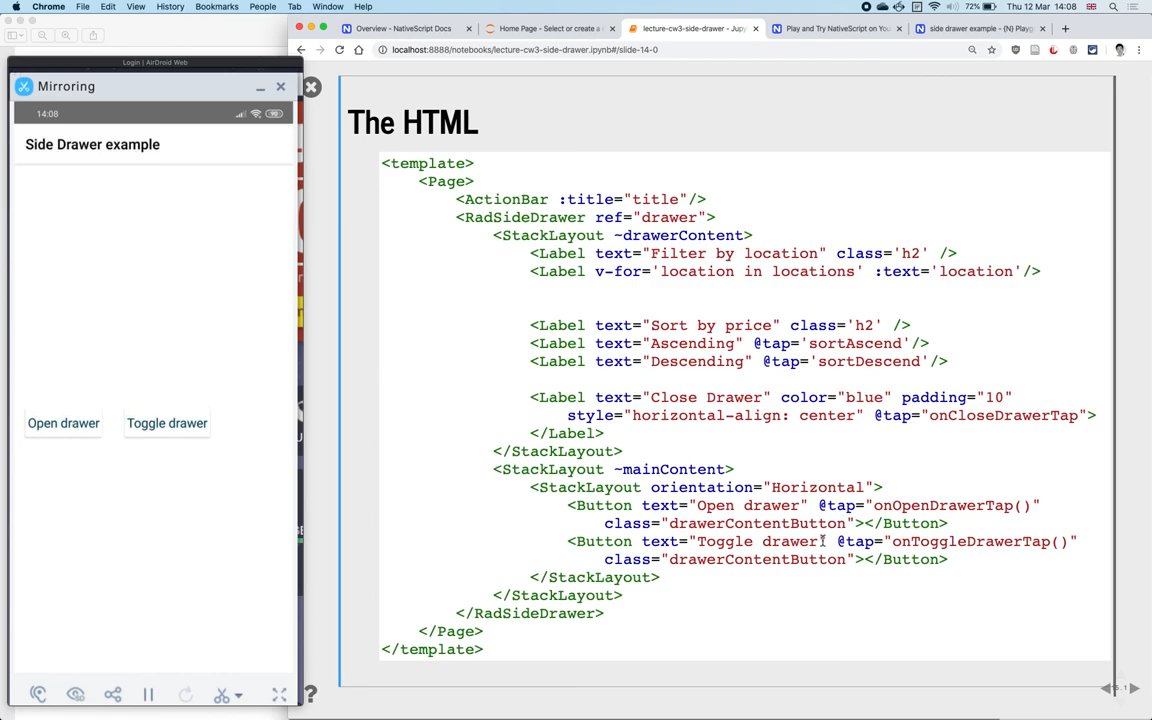 Chrome File Edit View History Bookmarks People Tab Window Help
72% Thu 12 Mar 14:08
Overview - NativeScript Docs
Home Page - Select or create a
lecture-cw3-side-drawer - Jup
Play and Try NativeScript on You
side drawer example - {N} Playg
localhost:8888/notebooks/lecture-cw3-side-drawer.ipynb#/slide-14-0
Login | AirDroid Web
Mirroring
14:08
Side Drawer example
Open drawer Toggle drawer
The HTML
<template>
<Page>
<ActionBar :title="title"/>
<RadSideDrawer ref="drawer">
<StackLayout ~drawerContent>
<Label text="Filter by location" class='h2' />
<Label v-for='location in locations' :text='location'/>
<Label text="Sort by price" class='h2' />
<Label text="Ascending" @tap='sortAscend'/>
<Label text="Descending" @tap='sortDescend'/>
<Label text="Close Drawer" color="blue" padding="10"
style="horizontal-align: center" @tap="onCloseDrawerTap">
</Label>
</StackLayout>
<StackLayout ~mainContent>
<StackLayout orientation="Horizontal">
<Button text="Open drawer" @tap="onOpenDrawerTap()"
class="drawerContentButton"></Button>
<Button text="Toggle drawer" @tap="onToggleDrawerTap()"
class="drawerContentButton"></Button>
</StackLayout>
</StackLayout>
</RadSideDrawer>
</Page>
</template>
?